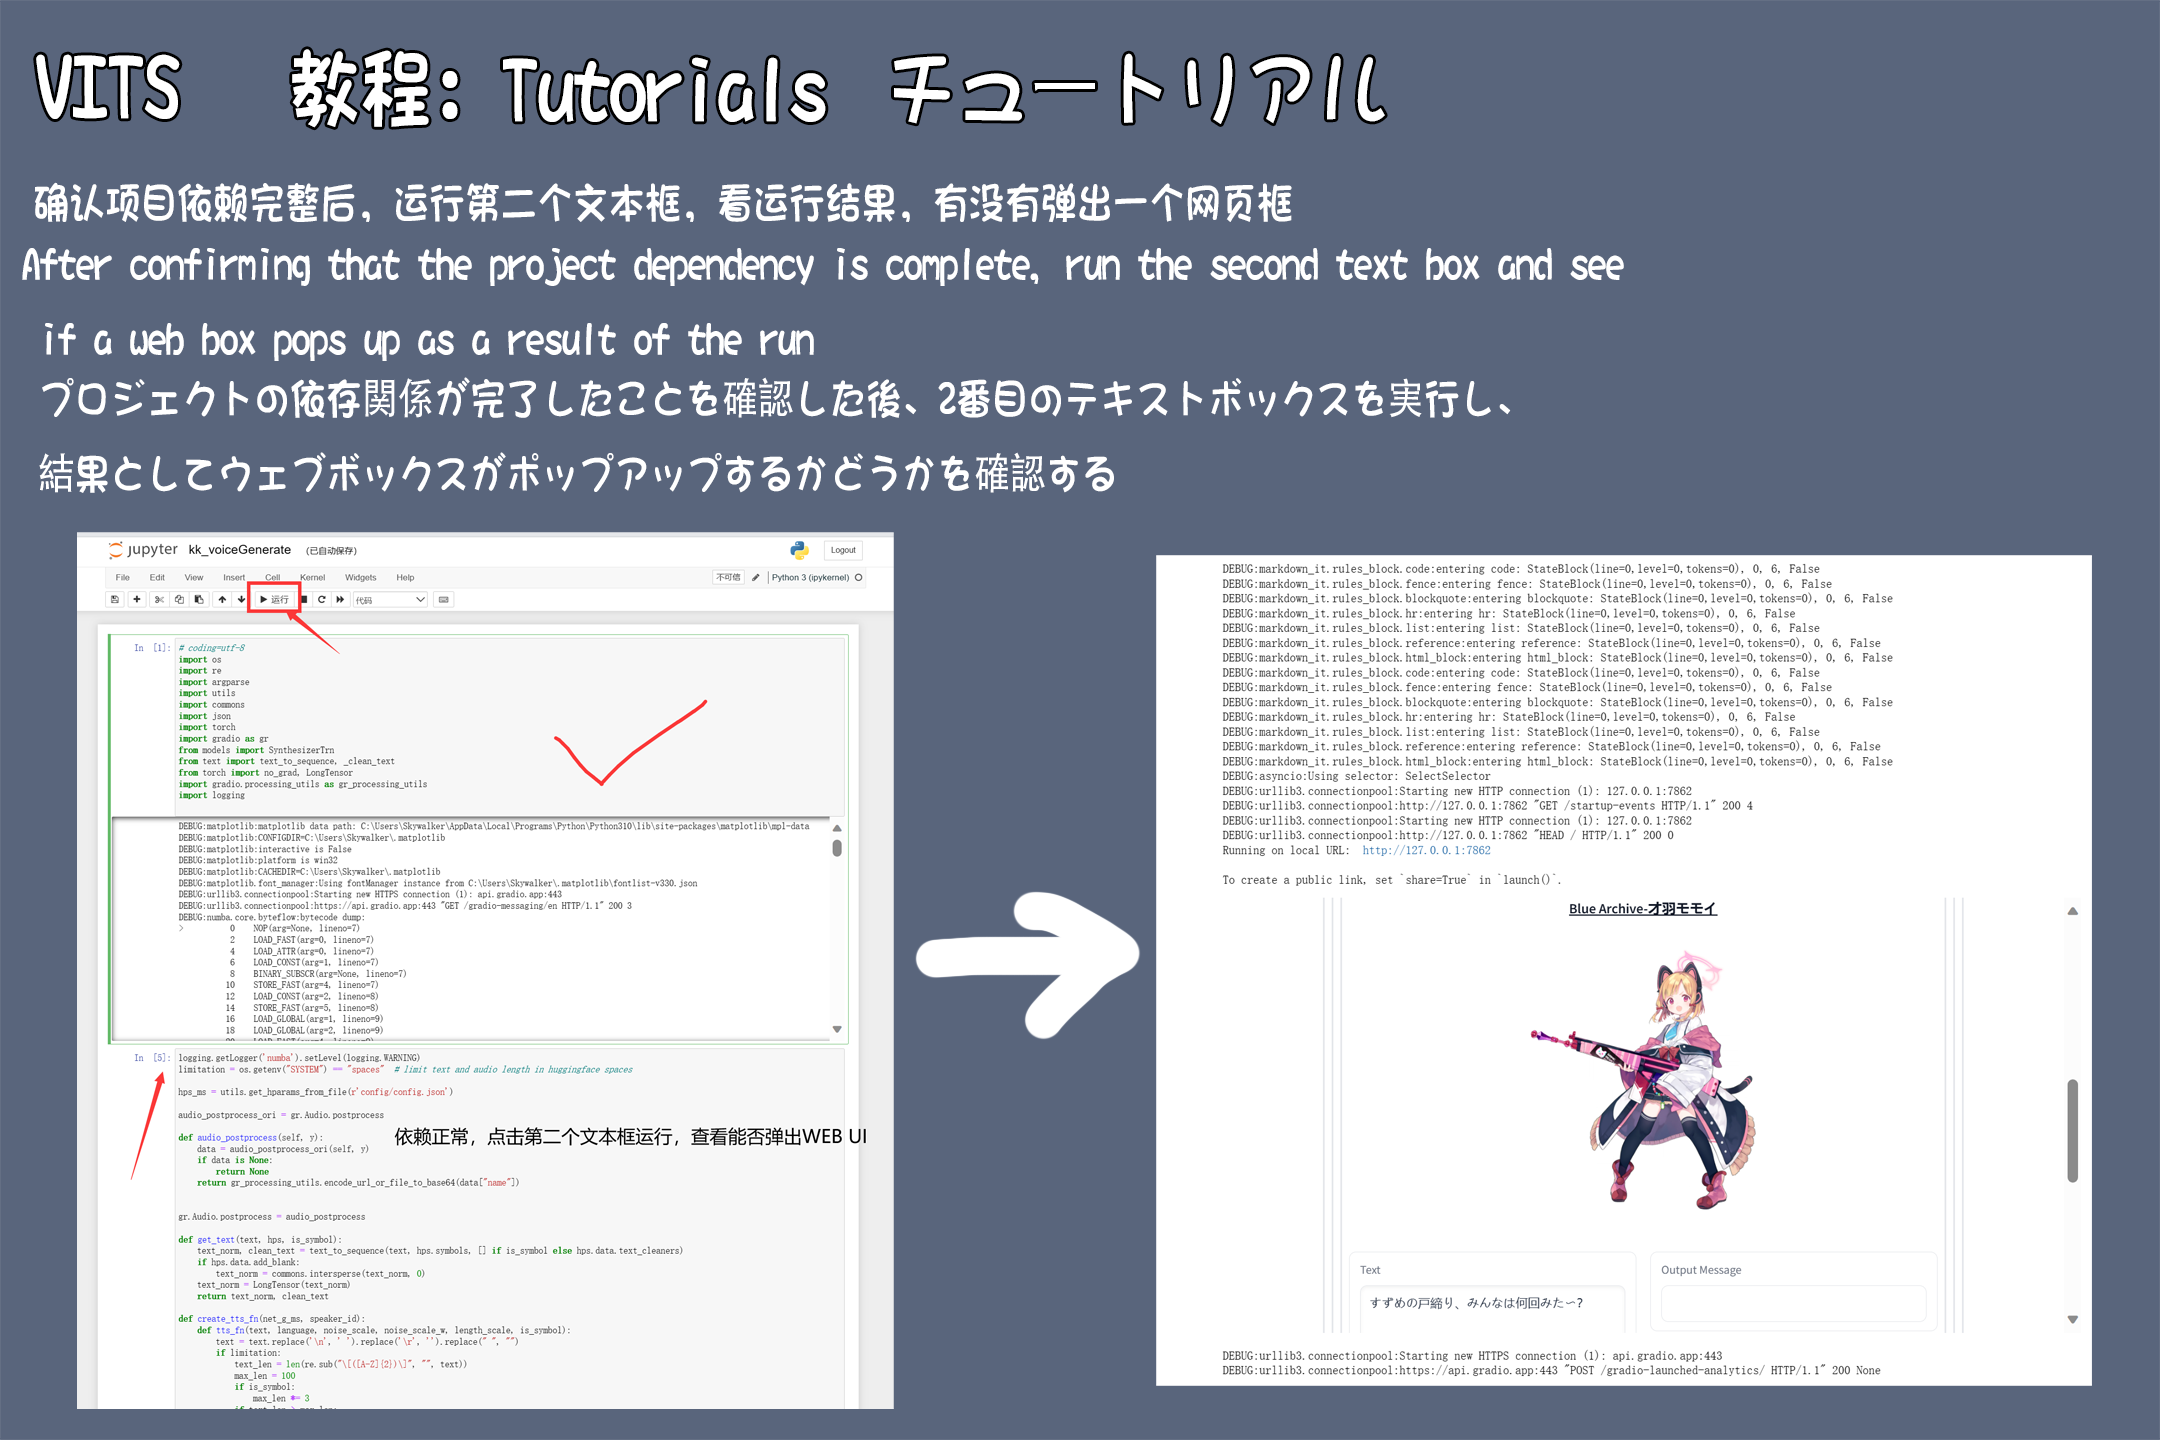 VITS 教程: Tutorials チュートリアル
确认项目依赖完整后，运行第二个文本框，看运行结果，有没有弹出一个网页框
After confirming that the project dependency is complete, run the second text box and see
if a web box pops up as a result of the run
プロジェクトの依存関係が完了したことを確認した後、2番目のテキストボックスを実行し、
結果としてウェブボックスがポップアップするかどうかを確認する
jupyter kk_voiceGenerate (已自动保存) Logout
File Edit View Insert Cell Kernel Widgets Help 不可信 Python 3 (ipykernel)
运行 代码
In [1]: # coding=utf-8
import os
import re
import argparse
import utils
import commons
import json
import torch
import gradio as gr
from models import SynthesizerTrn
from text import text_to_sequence, _clean_text
from torch import no_grad, LongTensor
import gradio.processing_utils as gr_processing_utils
import logging
DEBUG:matplotlib:matplotlib data path: C:\Users\Skywalker\AppData\Local\Programs\Python\Python310\lib\site-packages\matplotlib\mpl-data
DEBUG:matplotlib:CONFIGDIR=C:\Users\Skywalker\.matplotlib
DEBUG:matplotlib:interactive is False
DEBUG:matplotlib:platform is win32
DEBUG:matplotlib:CACHEDIR=C:\Users\Skywalker\.matplotlib
DEBUG:matplotlib.font_manager:Using fontManager instance from C:\Users\Skywalker\.matplotlib\fontlist-v330.json
DEBUG:urllib3.connectionpool:Starting new HTTPS connection (1): api.gradio.app:443
DEBUG:urllib3.connectionpool:https://api.gradio.app:443 "GET /gradio-messaging/en HTTP/1.1" 200 3
DEBUG:numba.core.byteflow:bytecode dump:
> 0 NOP(arg=None, lineno=7)
2 LOAD_FAST(arg=0, lineno=7)
4 LOAD_ATTR(arg=0, lineno=7)
6 LOAD_CONST(arg=1, lineno=7)
8 BINARY_SUBSCR(arg=None, lineno=7)
10 STORE_FAST(arg=4, lineno=7)
12 LOAD_CONST(arg=2, lineno=8)
14 STORE_FAST(arg=5, lineno=8)
16 LOAD_GLOBAL(arg=1, lineno=9)
18 LOAD_GLOBAL(arg=2, lineno=9)
In [5]: logging.getLogger('numba').setLevel(logging.WARNING)
limitation = os.getenv("SYSTEM") == "spaces" # limit text and audio length in huggingface spaces
hps_ms = utils.get_hparams_from_file(r'config/config.json')
audio_postprocess_ori = gr.Audio.postprocess
def audio_postprocess(self, y):
依赖正常，点击第二个文本框运行，查看能否弹出WEB UI
data = audio_postprocess_ori(self, y)
if data is None:
return None
return gr_processing_utils.encode_url_or_file_to_base64(data["name"])
gr.Audio.postprocess = audio_postprocess
def get_text(text, hps, is_symbol):
text_norm, clean_text = text_to_sequence(text, hps.symbols, [] if is_symbol else hps.data.text_cleaners)
if hps.data.add_blank:
text_norm = commons.intersperse(text_norm, 0)
text_norm = LongTensor(text_norm)
return text_norm, clean_text
def create_tts_fn(net_g_ms, speaker_id):
def tts_fn(text, language, noise_scale, noise_scale_w, length_scale, is_symbol):
text = text.replace('\n', ' ').replace('\r', '').replace(" ", "")
if limitation:
text_len = len(re.sub("\[([A-Z]{2})\]", "", text))
max_len = 100
if is_symbol:
max_len *= 3
DEBUG:markdown_it.rules_block.code:entering code: StateBlock(line=0,level=0,tokens=0), 0, 6, False
DEBUG:markdown_it.rules_block.fence:entering fence: StateBlock(line=0,level=0,tokens=0), 0, 6, False
DEBUG:markdown_it.rules_block.blockquote:entering blockquote: StateBlock(line=0,level=0,tokens=0), 0, 6, False
DEBUG:markdown_it.rules_block.hr:entering hr: StateBlock(line=0,level=0,tokens=0), 0, 6, False
DEBUG:markdown_it.rules_block.list:entering list: StateBlock(line=0,level=0,tokens=0), 0, 6, False
DEBUG:markdown_it.rules_block.reference:entering reference: StateBlock(line=0,level=0,tokens=0), 0, 6, False
DEBUG:markdown_it.rules_block.html_block:entering html_block: StateBlock(line=0,level=0,tokens=0), 0, 6, False
DEBUG:markdown_it.rules_block.code:entering code: StateBlock(line=0,level=0,tokens=0), 0, 6, False
DEBUG:markdown_it.rules_block.fence:entering fence: StateBlock(line=0,level=0,tokens=0), 0, 6, False
DEBUG:markdown_it.rules_block.blockquote:entering blockquote: StateBlock(line=0,level=0,tokens=0), 0, 6, False
DEBUG:markdown_it.rules_block.hr:entering hr: StateBlock(line=0,level=0,tokens=0), 0, 6, False
DEBUG:markdown_it.rules_block.list:entering list: StateBlock(line=0,level=0,tokens=0), 0, 6, False
DEBUG:markdown_it.rules_block.reference:entering reference: StateBlock(line=0,level=0,tokens=0), 0, 6, False
DEBUG:markdown_it.rules_block.html_block:entering html_block: StateBlock(line=0,level=0,tokens=0), 0, 6, False
DEBUG:asyncio:Using selector: SelectSelector
DEBUG:urllib3.connectionpool:Starting new HTTP connection (1): 127.0.0.1:7862
DEBUG:urllib3.connectionpool:http://127.0.0.1:7862 "GET /startup-events HTTP/1.1" 200 4
DEBUG:urllib3.connectionpool:Starting new HTTP connection (1): 127.0.0.1:7862
DEBUG:urllib3.connectionpool:http://127.0.0.1:7862 "HEAD / HTTP/1.1" 200 0
Running on local URL: http://127.0.0.1:7862
To create a public link, set `share=True` in `launch()`.
Blue Archive-才羽モモイ
Text
すずめの戸締り、みんなは何回みたー?
Output Message
DEBUG:urllib3.connectionpool:Starting new HTTPS connection (1): api.gradio.app:443
DEBUG:urllib3.connectionpool:https://api.gradio.app:443 "POST /gradio-launched-analytics/ HTTP/1.1" 200 None